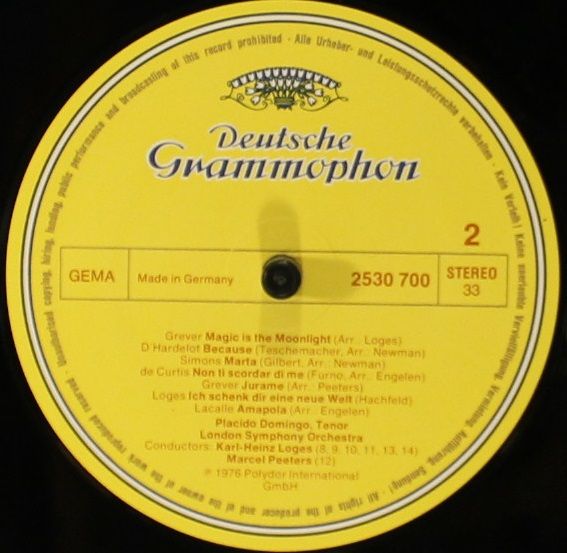 Unauthorised copying, hiring, lending, public performance and broadcasting of this record prohibited · Alle Urheber- und Leistungsschutzrechte vorbehalten · Kein Verleih! Keine unerlaubte Vervielfältigung, Vermietung, Aufführung, Sendung! · All rights of the producer and of the owner of the work reproduced reserved
Deutsche
Grammophon
2
GEMA Made in Germany 2530 700 STEREO
33
Grever Magic is the Moonlight (Arr.: Loges)
D'Hardelot Because (Teschemacher, Arr.: Newman)
Simons Marta (Gilbert, Arr.: Newman)
de Curtis Non ti scordar di me (Furno, Arr.: Engelen)
Grever Jurame (Arr.: Peeters)
Loges Ich schenk dir eine neue Welt (Hachfeld)
Lacalle Amapola (Arr.: Engelen)
Placido Domingo, Tenor
London Symphony Orchestra
Conductors: Karl-Heinz Loges (8, 9, 10, 11, 13, 14)
Marcel Peeters (12)
℗ 1976 Polydor International
GmbH